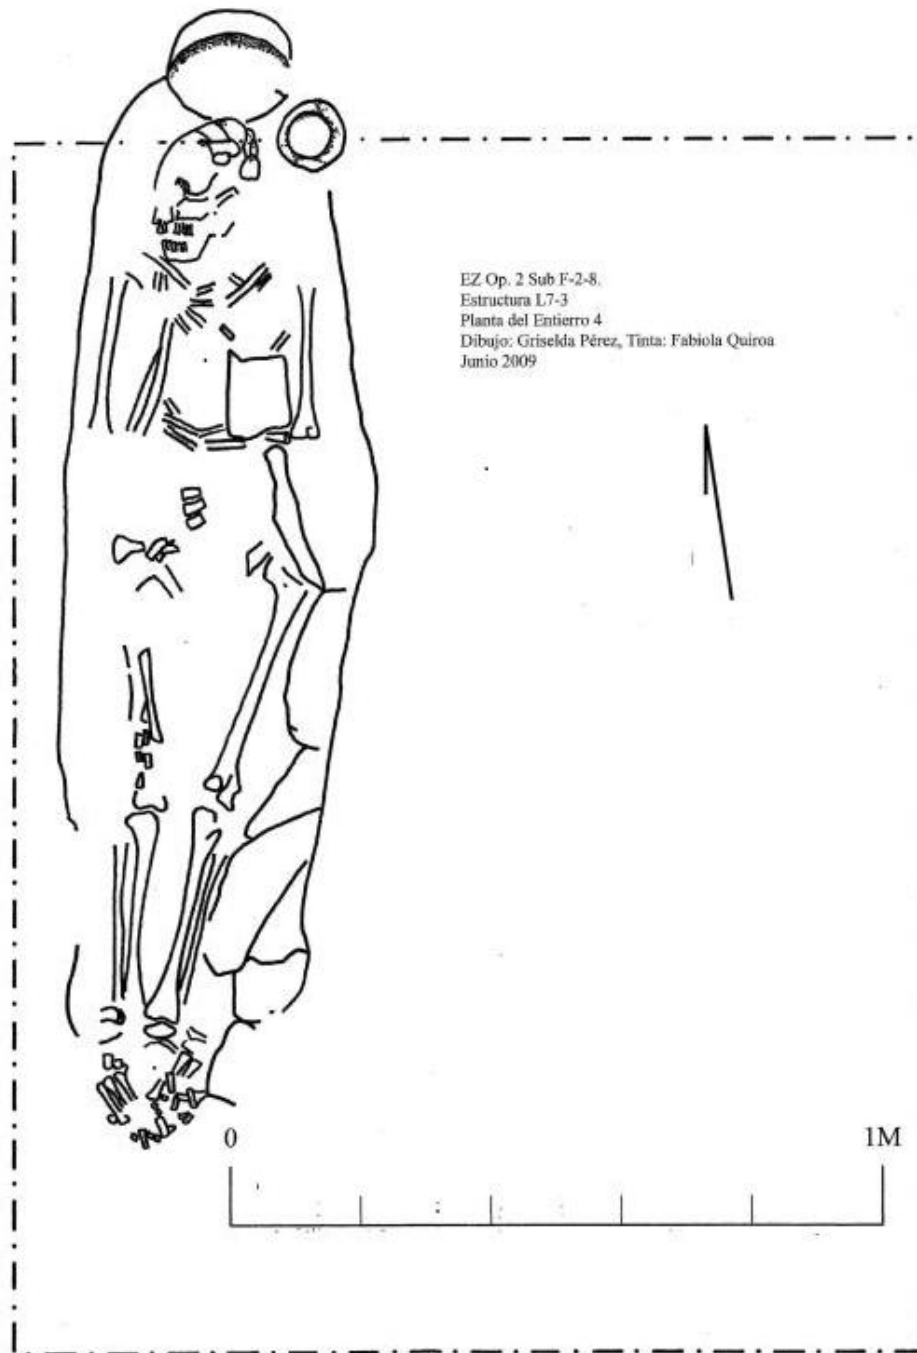 EZ Op. 2 Sub F-2-8.
Estructura L7-3
Planta del Entierro 4
Dibujo: Griselda Pérez, Tinta: Fabiola Quiroa
Junio 2009
0 1M